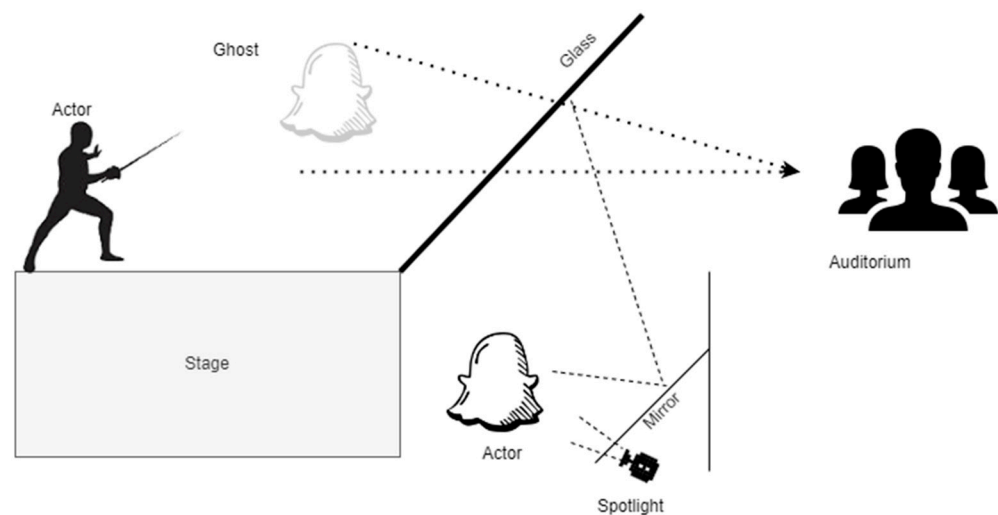 Ghost
Glass
Actor
Auditorium
Stage
Mirror
Actor
Spotlight